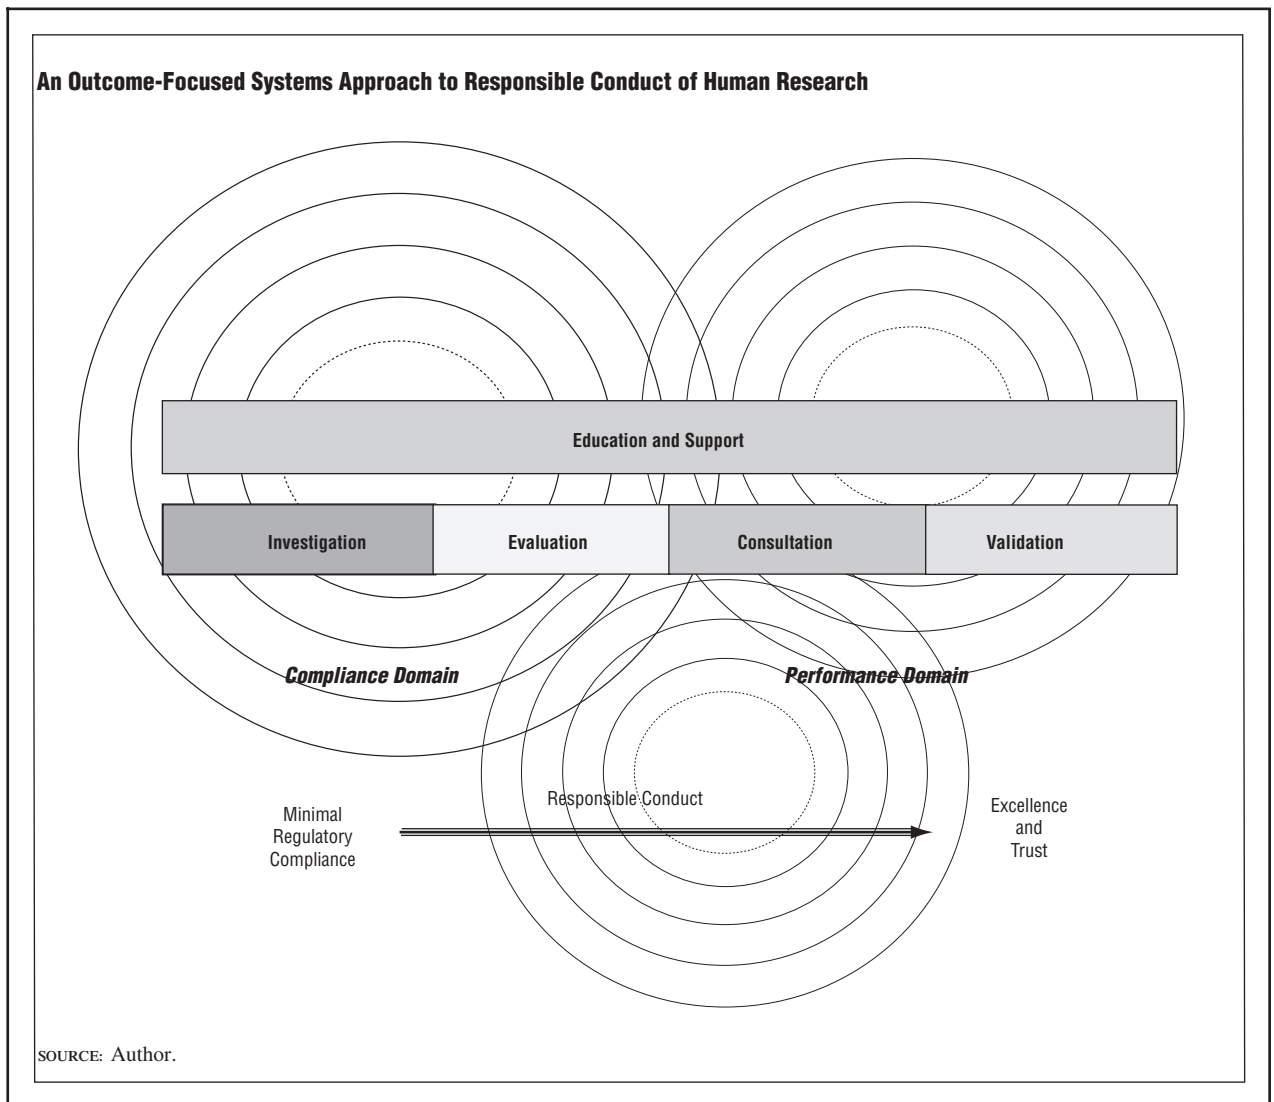 An Outcome-Focused Systems Approach to Responsible Conduct of Human Research
Education and Support
Investigation
Evaluation
Consultation
Validation
Compliance Domain
Performance Domain
Responsible Conduct
Minimal
Regulatory
Compliance
Excellence
and
Trust
SOURCE: Author.